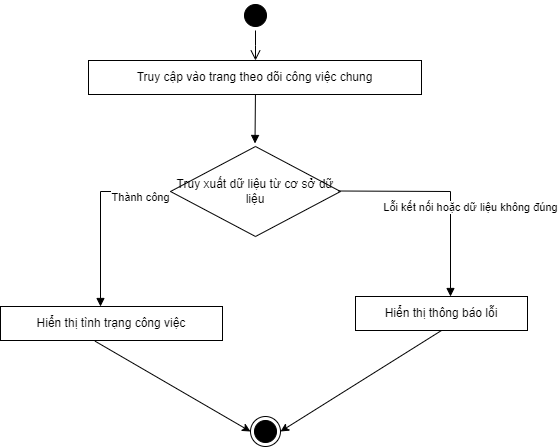 Truy cập vào trang theo dõi công việc chung
Truy xuất dữ liệu từ cơ sở dữ
liệu
Thành công
Lỗi kết nối hoặc dữ liệu không đúng
Hiển thị tình trạng công việc
Hiển thị thông báo lỗi